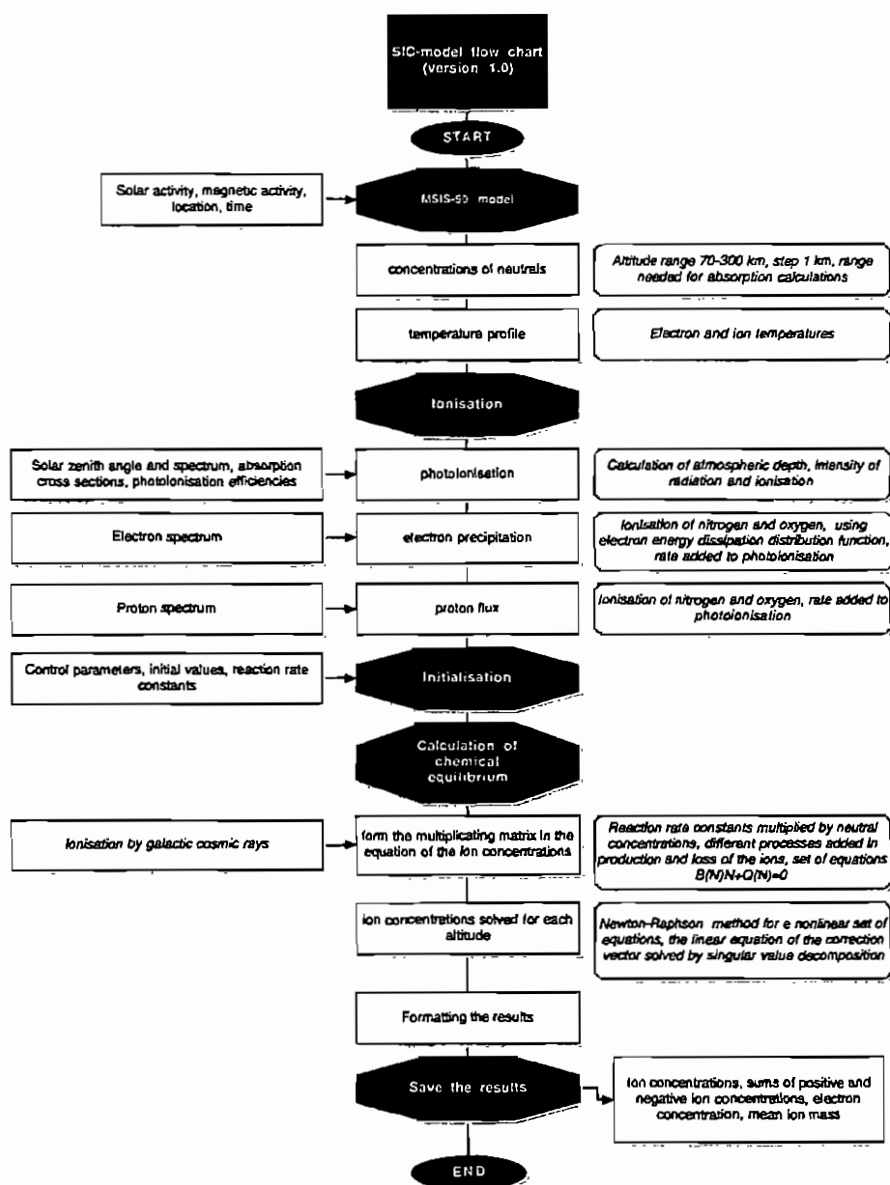 SIC-model flow chart
(version 1.0)
START
Solar activity, magnetic activity,
location, time
MSIS-90 model
concentrations of neutrals
Altitude range 70-300 km, step 1 km, range
needed for absorption calculations
temperature profile
Electron and ion temperatures
Ionisation
Solar zenith angle and spectrum, absorption
cross sections, photoionisation efficiencies
photoionisation
Calculation of atmospheric depth, intensity of
radiation and ionisation
Electron spectrum
electron precipitation
Ionisation of nitrogen and oxygen, using
electron energy dissipation distribution function,
rate added to photoionisation
Proton spectrum
proton flux
Ionisation of nitrogen and oxygen, rate added to
photoionisation
Control parameters, initial values, reaction rate
constants
Initialisation
Calculation of
chemical
equilibrium
Ionisation by galactic cosmic rays
form the multiplicating matrix in the
equation of the ion concentrations
Reaction rate constants multiplied by neutral
concentrations, different processes added in
production and loss of the ions, set of equations
B(N)N+Q(N)=0
ion concentrations solved for each
altitude
Newton-Raphson method for a nonlinear set of
equations, the linear equation of the correction
vector solved by singular value decomposition
Formatting the results
Save the results
Ion concentrations, sums of positive and
negative ion concentrations, electron
concentration, mean ion mass
END